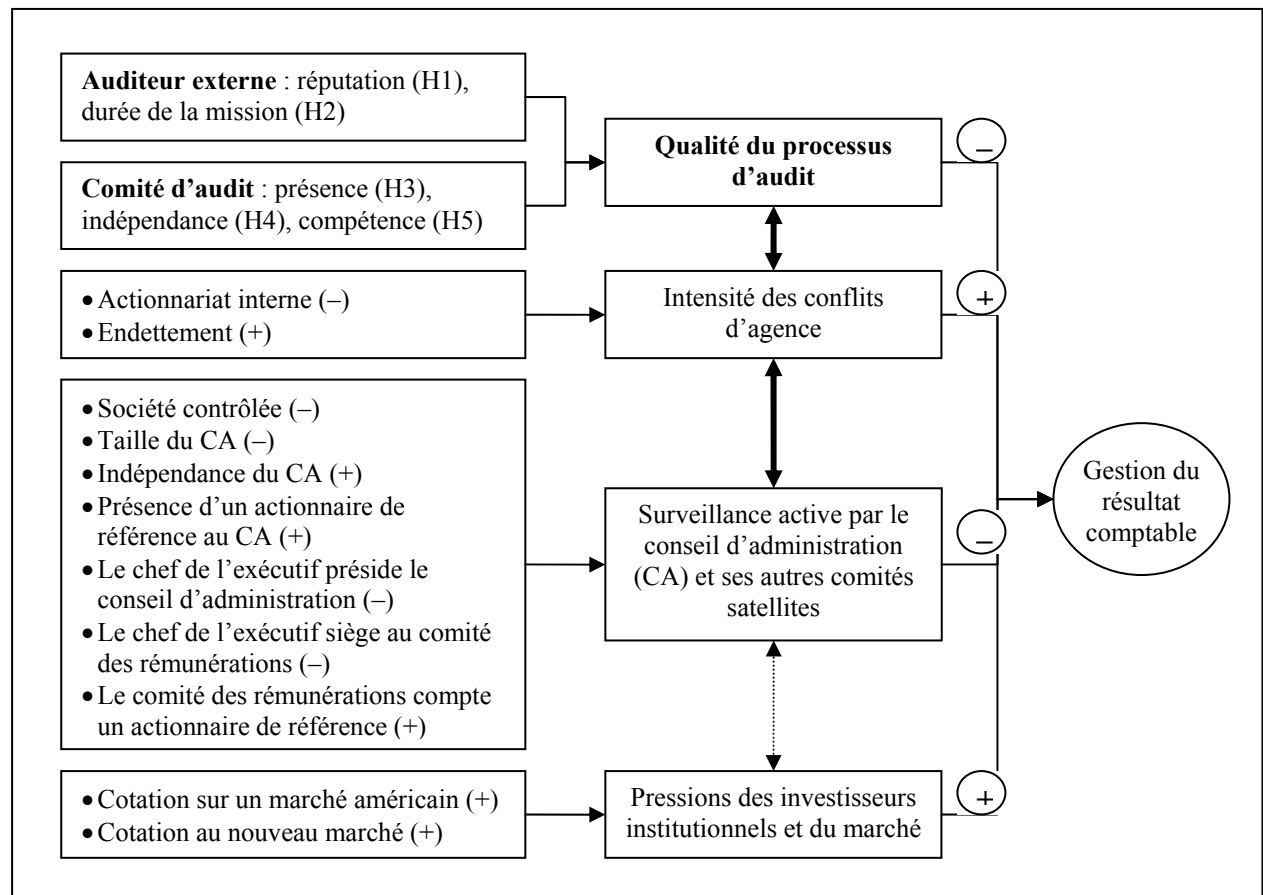 Auditeur externe : réputation (H1),
durée de la mission (H2)
Comité d’audit : présence (H3),
indépendance (H4), compétence (H5)
Qualité du processus
d’audit
–
• Actionnariat interne (–)
• Endettement (+)
Intensité des conflits
d’agence
+
• Société contrôlée (–)
• Taille du CA (–)
• Indépendance du CA (+)
• Présence d’un actionnaire de
référence au CA (+)
• Le chef de l’exécutif préside le
conseil d’administration (–)
• Le chef de l’exécutif siège au comité
des rémunérations (–)
• Le comité des rémunérations compte
un actionnaire de référence (+)
Surveillance active par le
conseil d’administration
(CA) et ses autres comités
satellites
–
Gestion du
résultat
comptable
• Cotation sur un marché américain (+)
• Cotation au nouveau marché (+)
Pressions des investisseurs
institutionnels et du marché
+